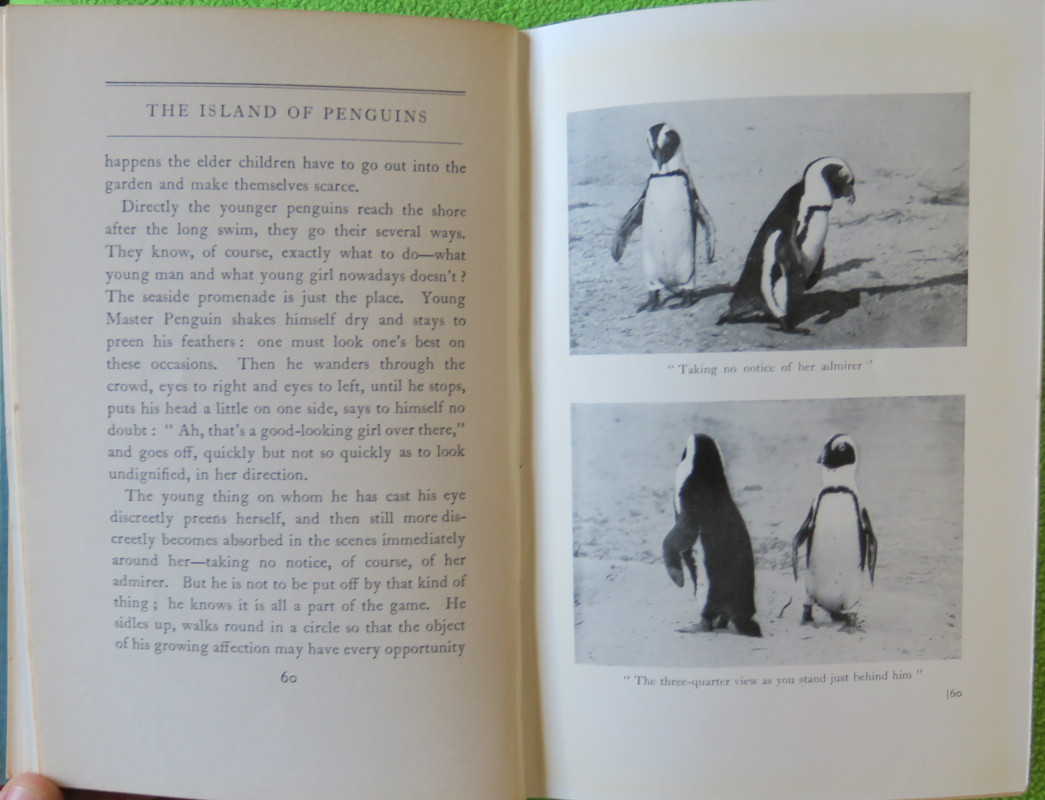 THE ISLAND OF PENGUINS
happens the elder children have to go out into the
garden and make themselves scarce.
Directly the younger penguins reach the shore
after the long swim, they go their several ways.
They know, of course, exactly what to do—what
young man and what young girl nowadays doesn't ?
The seaside promenade is just the place. Young
Master Penguin shakes himself dry and stays to
preen his feathers : one must look one's best on
these occasions. Then he wanders through the
crowd, eyes to right and eyes to left, until he stops,
puts his head a little on one side, says to himself no
doubt : “ Ah, that's a good-looking girl over there,”
and goes off, quickly but not so quickly as to look
undignified, in her direction.
The young thing on whom he has cast his eye
discreetly preens herself, and then still more dis-
creetly becomes absorbed in the scenes immediately
around her—taking no notice, of course, of her
admirer. But he is not to be put off by that kind of
thing ; he knows it is all a part of the game. He
sidles up, walks round in a circle so that the object
of his growing affection may have every opportunity
60
“ Taking no notice of her admirer ”
“ The three-quarter view as you stand just behind him ”
|60